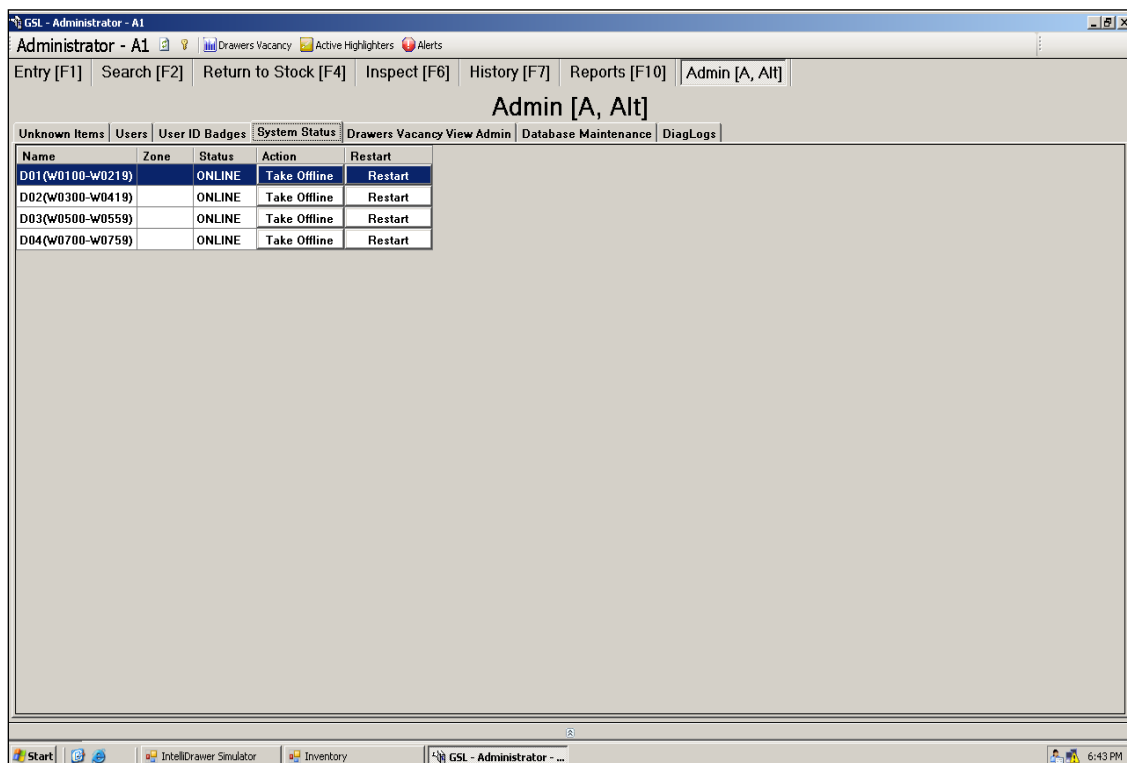 GSL - Administrator - A1
Administrator - A1 Drawers Vacancy Active Highlighters Alerts
Entry [F1] Search [F2] Return to Stock [F4] Inspect [F6] History [F7] Reports [F10] Admin [A, Alt]
Admin [A, Alt]
Unknown Items Users User ID Badges System Status Drawers Vacancy View Admin Database Maintenance DiagLogs
Name Zone Status Action Restart
D01(W0100-W0219) ONLINE Take Offline Restart
D02(W0300-W0419) ONLINE Take Offline Restart
D03(W0500-W0559) ONLINE Take Offline Restart
D04(W0700-W0759) ONLINE Take Offline Restart
Start IntelliDrawer Simulator Inventory GSL - Administrator - ... 6:43 PM